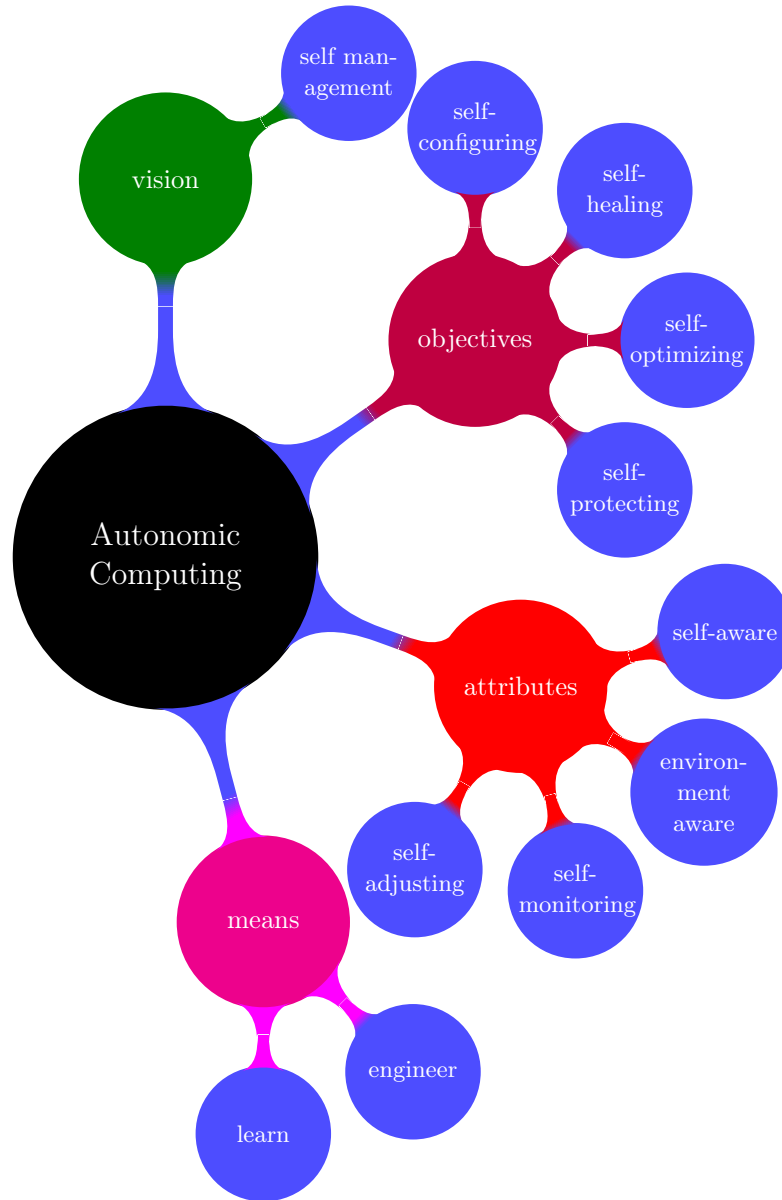 self man-
agement
vision
self-
configuring
self-
healing
objectives
self-
optimizing
self-
protecting
Autonomic
Computing
self-aware
attributes
environ-
ment
aware
self-
adjusting
self-
monitoring
means
engineer
learn